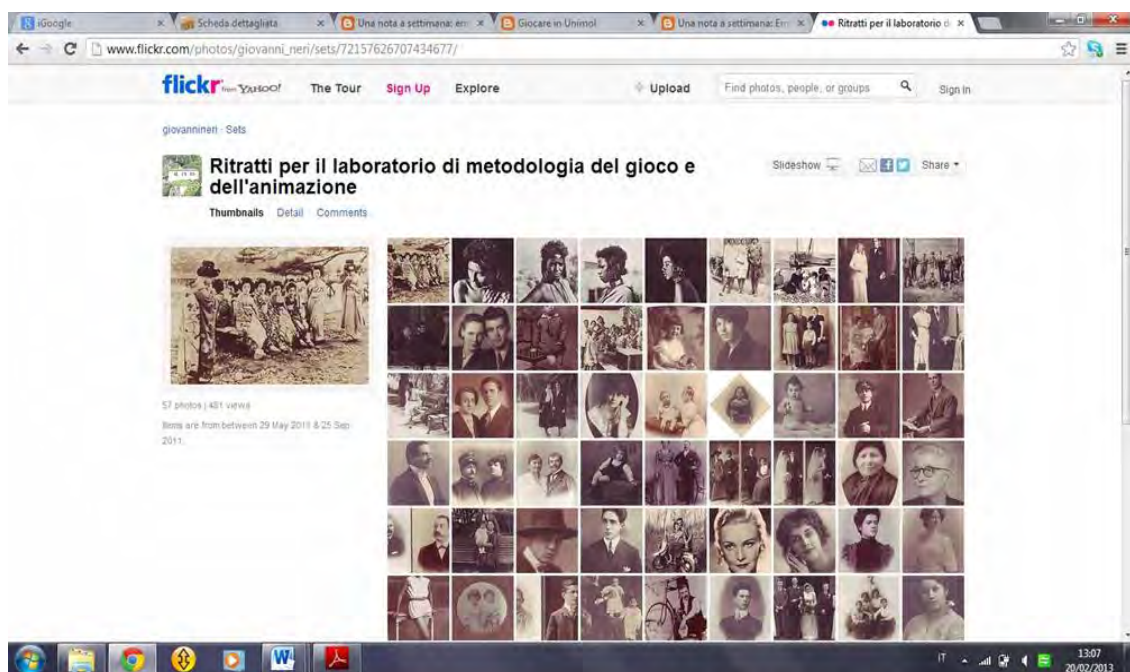 iGoogle
Scheda dettagliata
Una nota a settimana: em
Giocare in Unimol
Una nota a settimana: Em
Ritratti per il laboratorio d
www.flickr.com/photos/giovanni_neri/sets/72157626707434677/
flickr from YAHOO! The Tour Sign Up Explore Upload Find photos, people, or groups Sign In
giovannineri · Sets
Ritratti per il laboratorio di metodologia del gioco e
dell'animazione
Slideshow Share
Thumbnails Detail Comments
57 photos | 481 views
Items are from between 29 May 2011 & 25 Sep
2011.
IT
13:07
20/02/2013